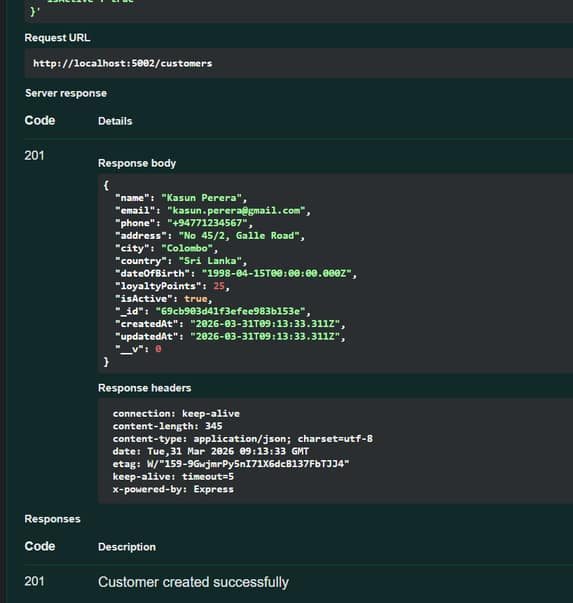 }'
Request URL
http://localhost:5002/customers
Server response
Code Details
201
Response body
{
"name": "Kasun Perera",
"email": "kasun.perera@gmail.com",
"phone": "+94771234567",
"address": "No 45/2, Galle Road",
"city": "Colombo",
"country": "Sri Lanka",
"dateOfBirth": "1998-04-15T00:00:00.000Z",
"loyaltyPoints": 25,
"isActive": true,
"_id": "69cb903d41f3efee983b153e",
"createdAt": "2026-03-31T09:13:33.311Z",
"updatedAt": "2026-03-31T09:13:33.311Z",
"__v": 0
}
Response headers
connection: keep-alive
content-length: 345
content-type: application/json; charset=utf-8
date: Tue,31 Mar 2026 09:13:33 GMT
etag: W/"159-9GwjmrPy5nI71X6dcB137FbTJJ4"
keep-alive: timeout=5
x-powered-by: Express
Responses
Code Description
201 Customer created successfully